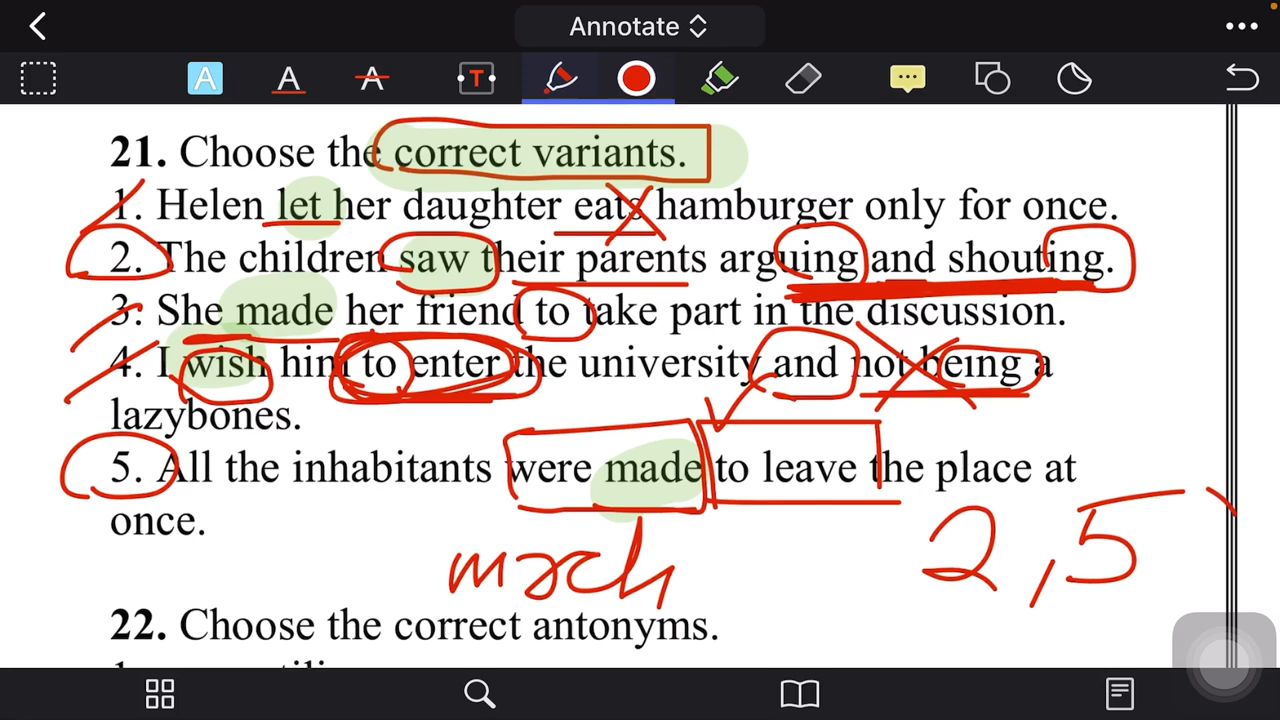 Annotate
A A T
21. Choose the correct variants.
1. Helen let her daughter eats hamburger only for once.
2. The children saw their parents arguing and shouting.
3. She made her friend to take part in the discussion.
4. I wish him to enter the university and not being a
lazybones.
5. All the inhabitants were made to leave the place at
once.
2,5
22. Choose the correct antonyms.